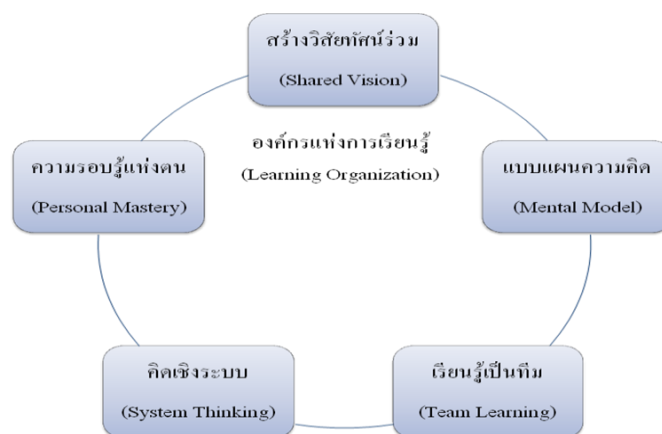 สร้างวิสัยทัศน์ร่วม
(Shared Vision)
องค์กรแห่งการเรียนรู้
(Learning Organization)
ความรอบรู้แห่งตน
(Personal Mastery)
แบบแผนความคิด
(Mental Model)
คิดเชิงระบบ
(System Thinking)
เรียนรู้เป็นทีม
(Team Learning)